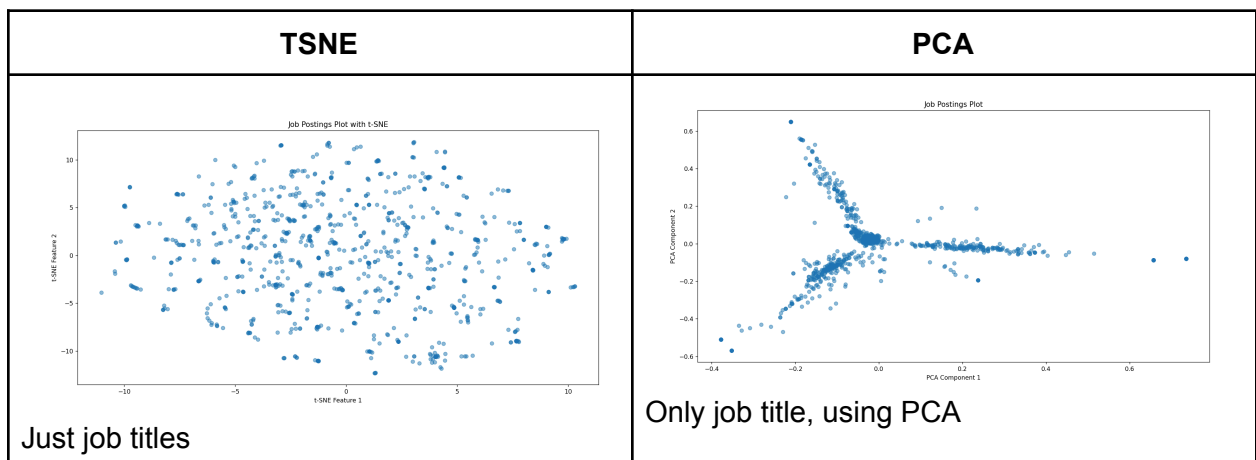 TSNE
PCA
Job Postings Plot with t-SNE
10
5
0
−5
−10
t-SNE Feature 2
−10
−5
0
5
10
t-SNE Feature 1
Just job titles
Job Postings Plot
0.6
0.4
0.2
0.0
−0.2
−0.4
−0.6
PCA Component 2
−0.4
−0.2
0.0
0.2
0.4
0.6
PCA Component 1
Only job title, using PCA